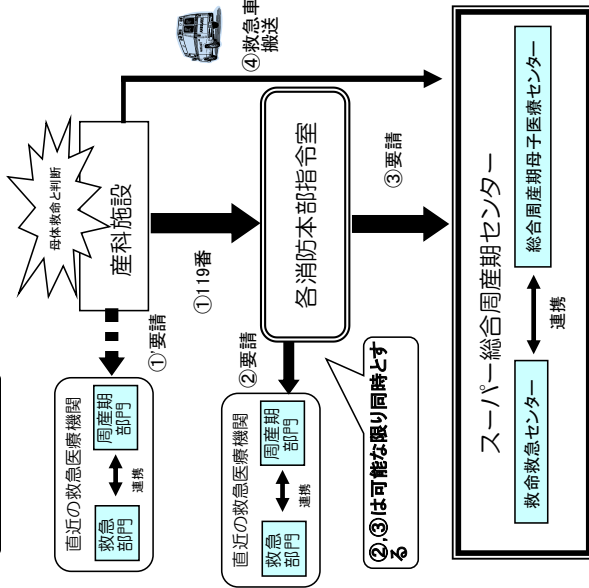 母体救命と判断
産科施設
④救急車
搬送
①119番
①’要請
直近の救急医療機関
救急
部門
連携
周産期
部門
各消防本部指令室
②要請
直近の救急医療機関
救急
部門
連携
周産期
部門
②,③は可能な限り同時とす
る
③要請
スーパー総合周産期センター
救命救急センター
連携
総合周産期母子医療センター